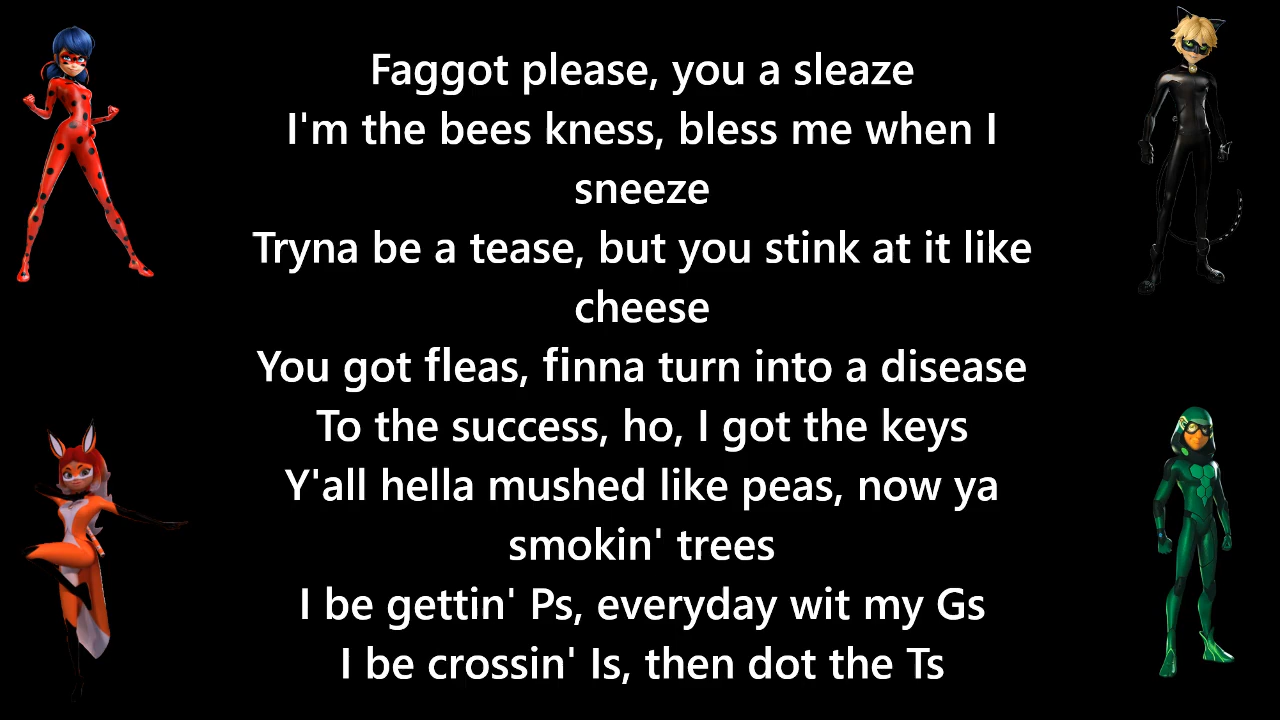 Faggot please, you a sleaze
I'm the bees kness, bless me when I
sneeze
Tryna be a tease, but you stink at it like
cheese
You got fleas, finna turn into a disease
To the success, ho, I got the keys
Y'all hella mushed like peas, now ya
smokin' trees
I be gettin' Ps, everyday wit my Gs
I be crossin' Is, then dot the Ts